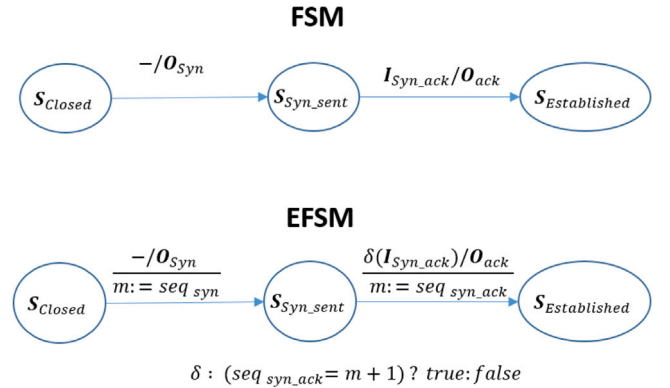 FSM
−/O_Syn
I_Syn_ack/O_ack
S_Closed
S_Syn_sent
S_Established
EFSM
−/O_Syn
m:= seq_syn
δ(I_Syn_ack)/O_ack
m:= seq_syn_ack
S_Closed
S_Syn_sent
S_Established
δ : (seq_syn_ack= m + 1) ? true: false